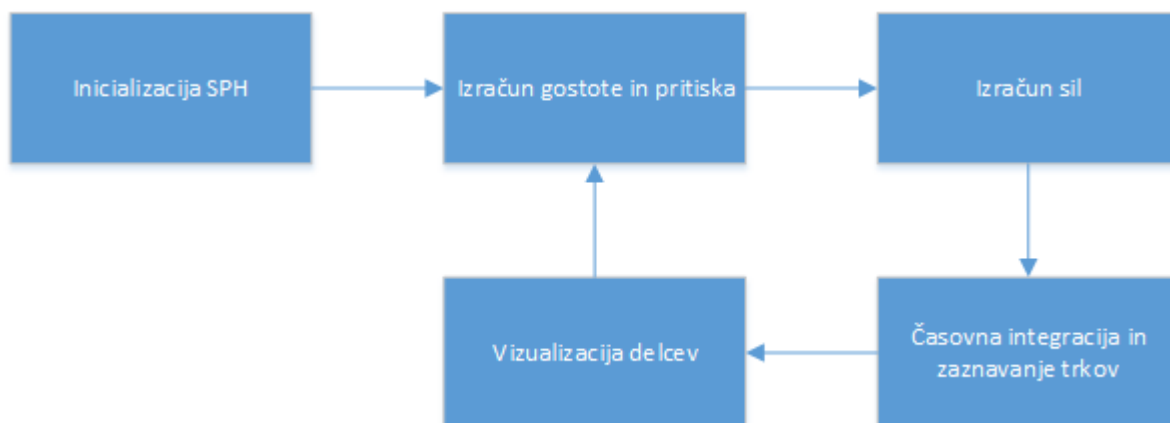 Inicializacija SPH
Izračun gostote in pritiska
Izračun sil
Časovna integracija in
zaznavanje trkov
Vizualizacija delcev